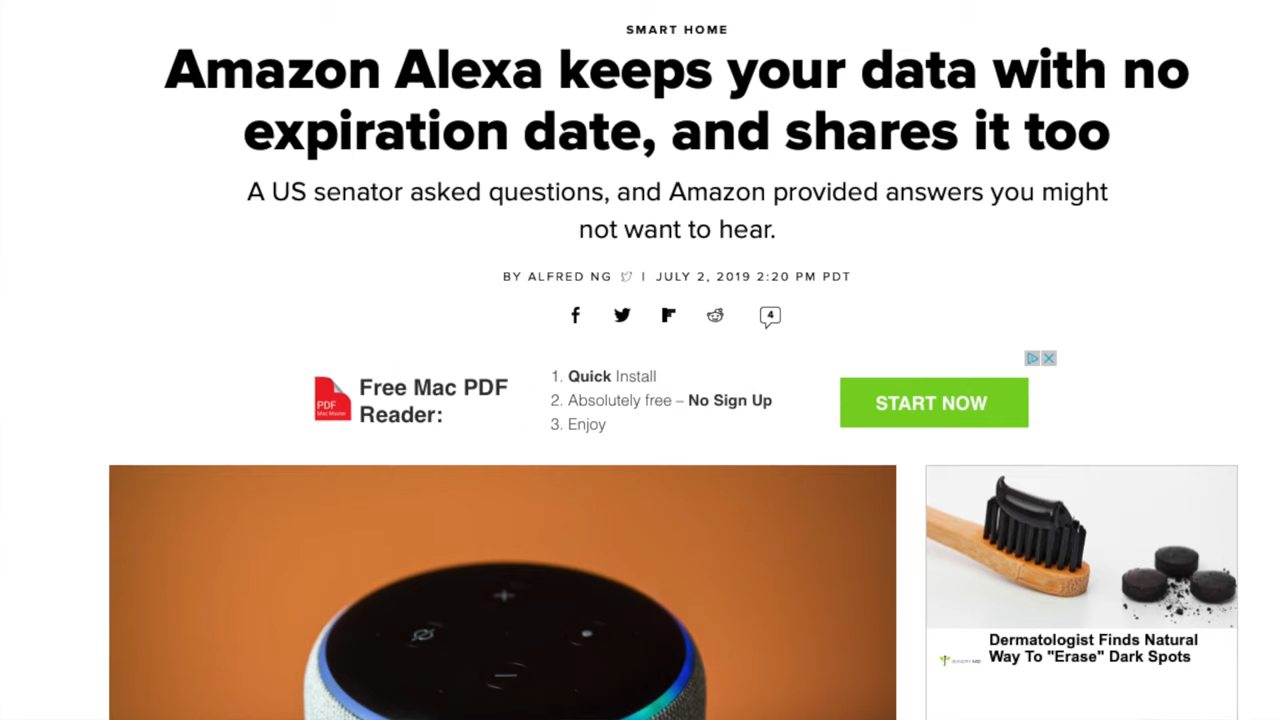 SMART HOME
Amazon Alexa keeps your data with no
expiration date, and shares it too
A US senator asked questions, and Amazon provided answers you might
not want to hear.
BY ALFRED NG | JULY 2, 2019 2:20 PM PDT
4
Free Mac PDF
Reader:
PDF
Mac Master
1. Quick Install
2. Absolutely free – No Sign Up
3. Enjoy
START NOW
Dermatologist Finds Natural
Way To "Erase" Dark Spots